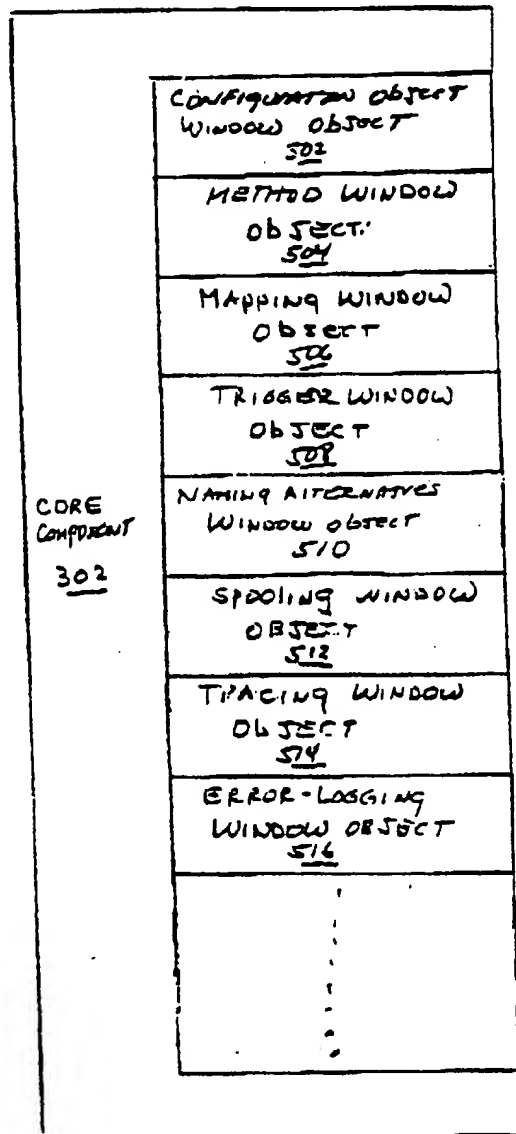 CONFIGURATION ObJECT
WINDOW ObJECT
502
METHOD WINDOW
ObJECT
504
MAPPING WINDOW
ObJECT
506
TRIGGER WINDOW
ObJECT
508
NAMING ALTERNATIVES
WINDOW ObJECT
510
CORE
COMPONENT
302
SPOOLING WINDOW
OBJECT
512
TRACING WINDOW
ObJECT
514
ERROR-LOGGING
WINDOW OBJECT
516